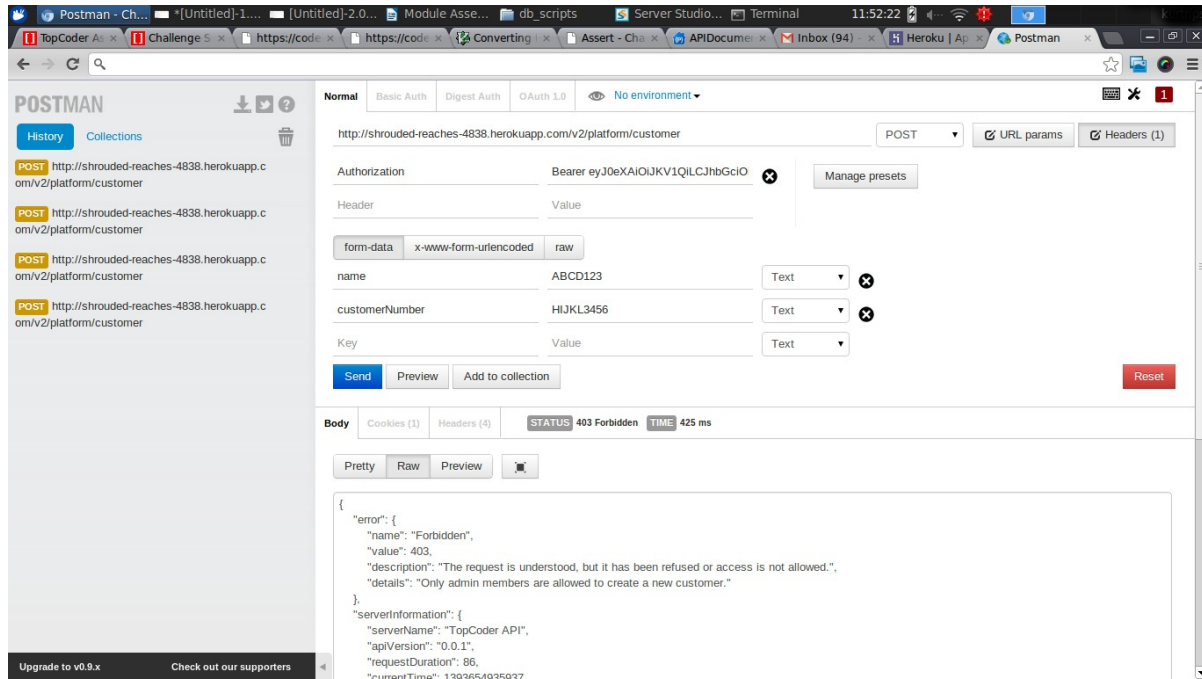 Postman - Ch... *[Untitled]-1.... [Untitled]-2.0... Module Asse... db_scripts Server Studio... Terminal 11:52:22
TopCoder As Challenge S https://code https://code Converting I Assert - Cha APIDocumen Inbox (94) - Heroku | Ap Postman
POSTMAN
History Collections
POST http://shrouded-reaches-4838.herokuapp.c
om/v2/platform/customer
POST http://shrouded-reaches-4838.herokuapp.c
om/v2/platform/customer
POST http://shrouded-reaches-4838.herokuapp.c
om/v2/platform/customer
POST http://shrouded-reaches-4838.herokuapp.c
om/v2/platform/customer
Upgrade to v0.9.x Check out our supporters
Normal Basic Auth Digest Auth OAuth 1.0 No environment 1
http://shrouded-reaches-4838.herokuapp.com/v2/platform/customer POST URL params Headers (1)
Authorization Bearer eyJ0eXAiOiJKV1QiLCJhbGciO Manage presets
Header Value
form-data x-www-form-urlencoded raw
name ABCD123 Text
customerNumber HIJKL3456 Text
Key Value Text
Send Preview Add to collection Reset
Body Cookies (1) Headers (4) STATUS 403 Forbidden TIME 425 ms
Pretty Raw Preview
{
"error": {
"name": "Forbidden",
"value": 403,
"description": "The request is understood, but it has been refused or access is not allowed.",
"details": "Only admin members are allowed to create a new customer."
},
"serverInformation": {
"serverName": "TopCoder API",
"apiVersion": "0.0.1",
"requestDuration": 86,
"currentTime": 1393654935937